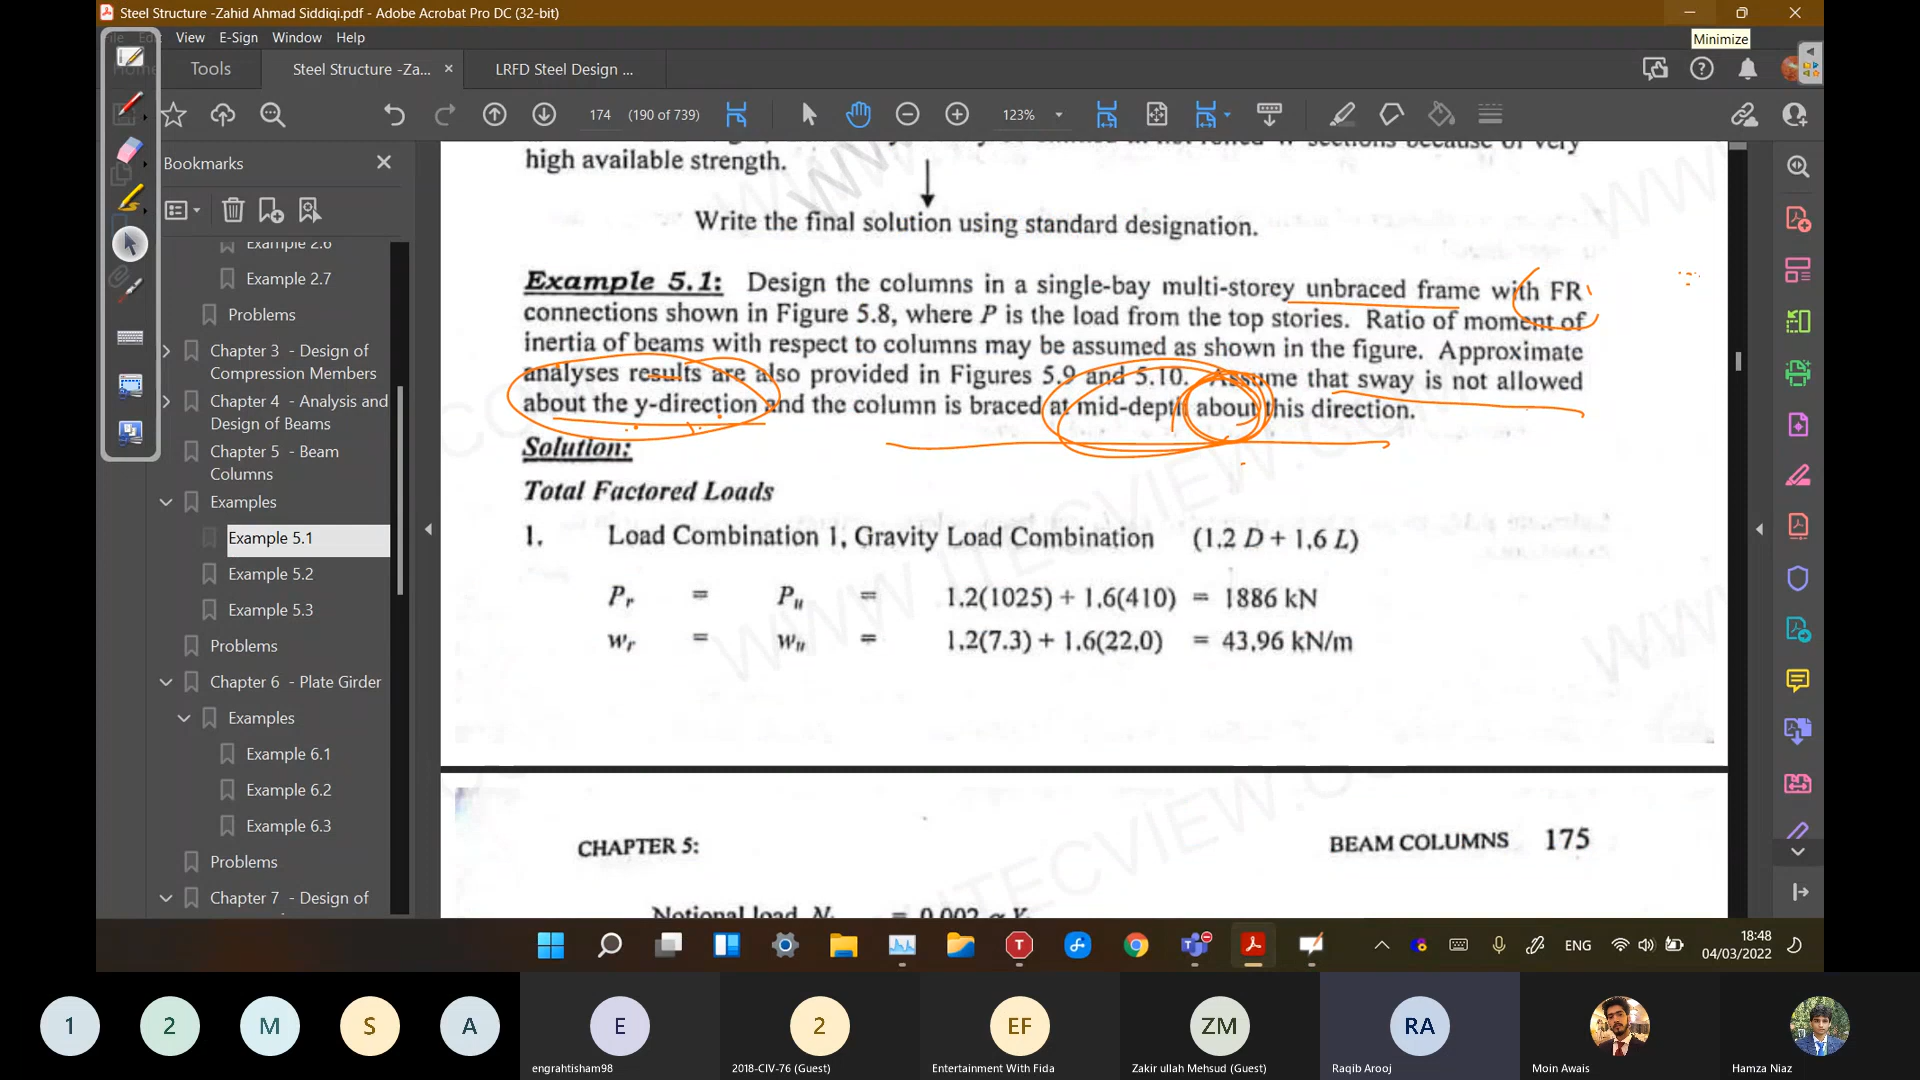 Steel Structure -Zahid Ahmad Siddiqi.pdf - Adobe Acrobat Pro DC (32-bit)
View E-Sign Window Help
Minimize
Tools Steel Structure -Za... × LRFD Steel Design ...
174 (190 of 739) 123%
Bookmarks
Example 2.6
Example 2.7
Problems
Chapter 3 - Design of
Compression Members
Chapter 4 - Analysis and
Design of Beams
Chapter 5 - Beam
Columns
Examples
Example 5.1
Example 5.2
Example 5.3
Problems
Chapter 6 - Plate Girder
Examples
Example 6.1
Example 6.2
Example 6.3
Problems
Chapter 7 - Design of
high available strength.
Write the final solution using standard designation.
Example 5.1: Design the columns in a single-bay multi-storey unbraced frame with FR
connections shown in Figure 5.8, where P is the load from the top stories. Ratio of moment of
inertia of beams with respect to columns may be assumed as shown in the figure. Approximate
analyses results are also provided in Figures 5.9 and 5.10. Assume that sway is not allowed
about the y-direction and the column is braced at mid-depth about this direction.
Solution:
Total Factored Loads
1. Load Combination 1, Gravity Load Combination (1.2 D + 1.6 L)
Pr = Pu = 1.2(1025) + 1.6(410) = 1886 kN
wr = wu = 1.2(7.3) + 1.6(22.0) = 43.96 kN/m
WWW.ITECVIEW.COM
CHAPTER 5: BEAM COLUMNS 175
Notional load, = 0.002
ENG
18:48
04/03/2022
1 2 M S A E 2 EF ZM RA
engrahtisham98
2018-CIV-76 (Guest)
Entertainment With Fida
Zakir ullah Mehsud (Guest)
Raqib Arooj
Moin Awais
Hamza Niaz